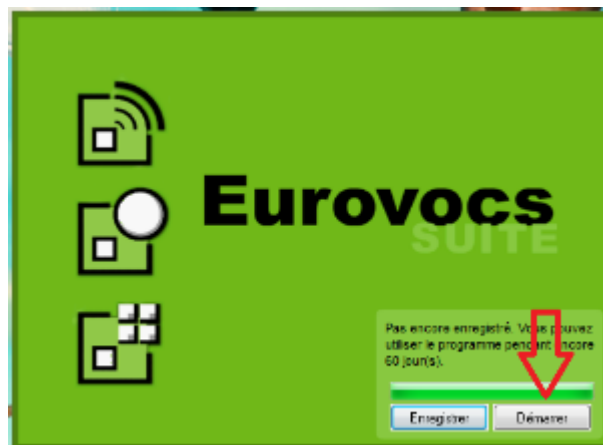 Eurovocs
SUITE
Pas encore enregistré. Vous pouvez
utiliser le programme pendant encore
60 jour(s).
Enregistrer
Démarrer